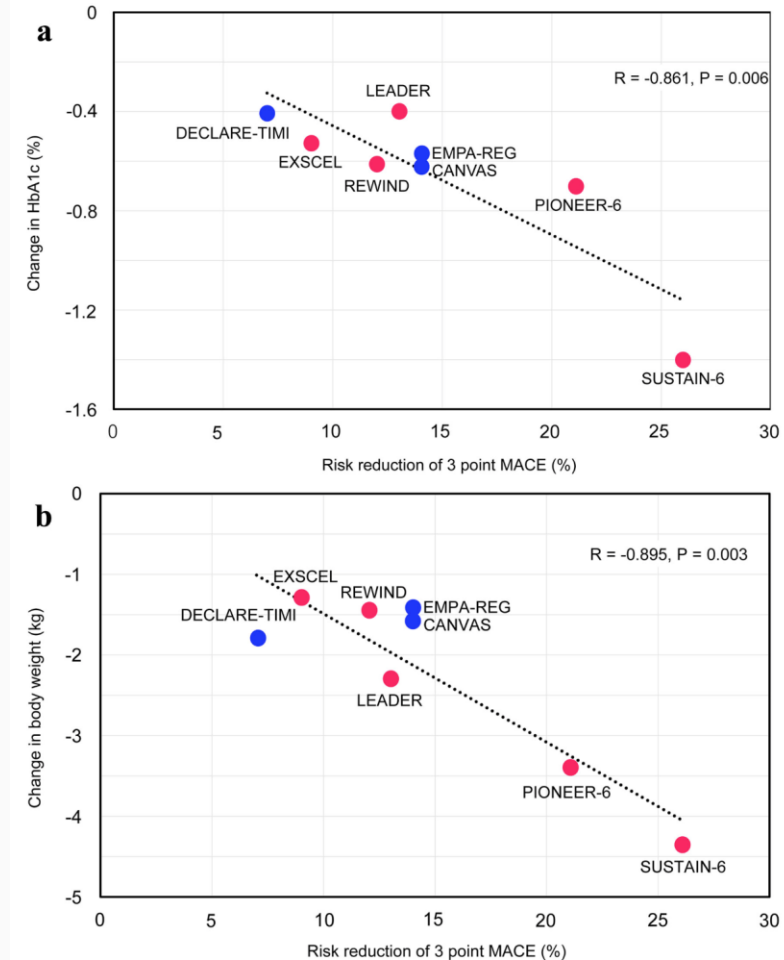 a
0
-0.4
-0.8
-1.2
-1.6
Change in HbA1c (%)
R = -0.861, P = 0.006
LEADER
DECLARE-TIMI
EXSCEL
EMPA-REG
CANVAS
REWIND
PIONEER-6
SUSTAIN-6
0 5 10 15 20 25 30
Risk reduction of 3 point MACE (%)
b
0
-1
-2
-3
-4
-5
Change in body weight (kg)
R = -0.895, P = 0.003
EXSCEL
REWIND
DECLARE-TIMI
EMPA-REG
CANVAS
LEADER
PIONEER-6
SUSTAIN-6
0 5 10 15 20 25 30
Risk reduction of 3 point MACE (%)